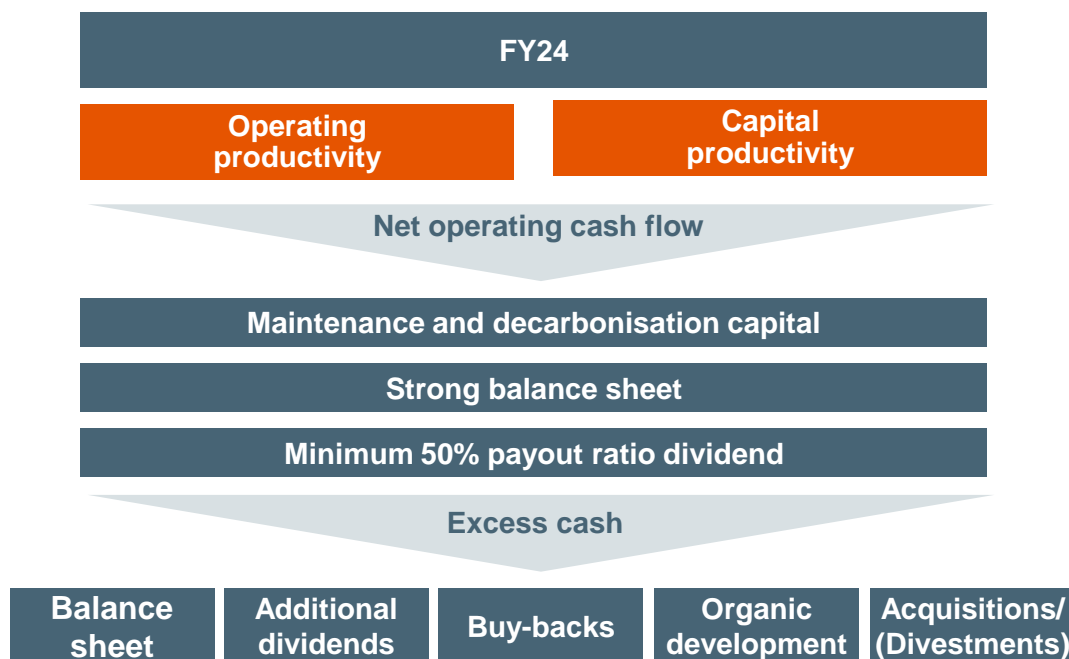 FY24
Operating
productivity
Capital
productivity
Net operating cash flow
Maintenance and decarbonisation capital
Strong balance sheet
Minimum 50% payout ratio dividend
Excess cash
Balance
sheet
Additional
dividends
Buy-backs
Organic
development
Acquisitions/
(Divestments)